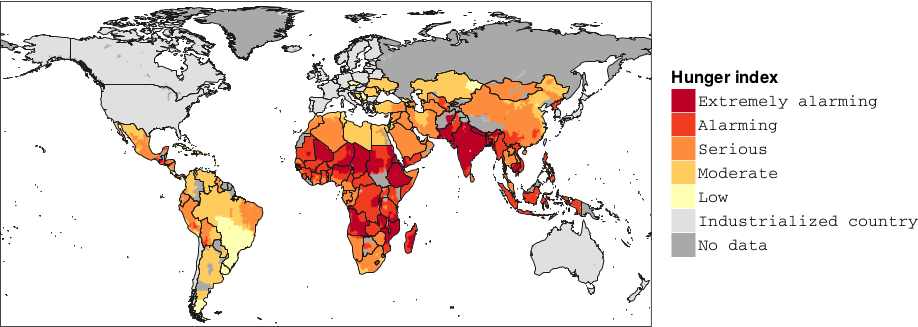 Hunger index
Extremely alarming
Alarming
Serious
Moderate
Low
Industrialized country
No data